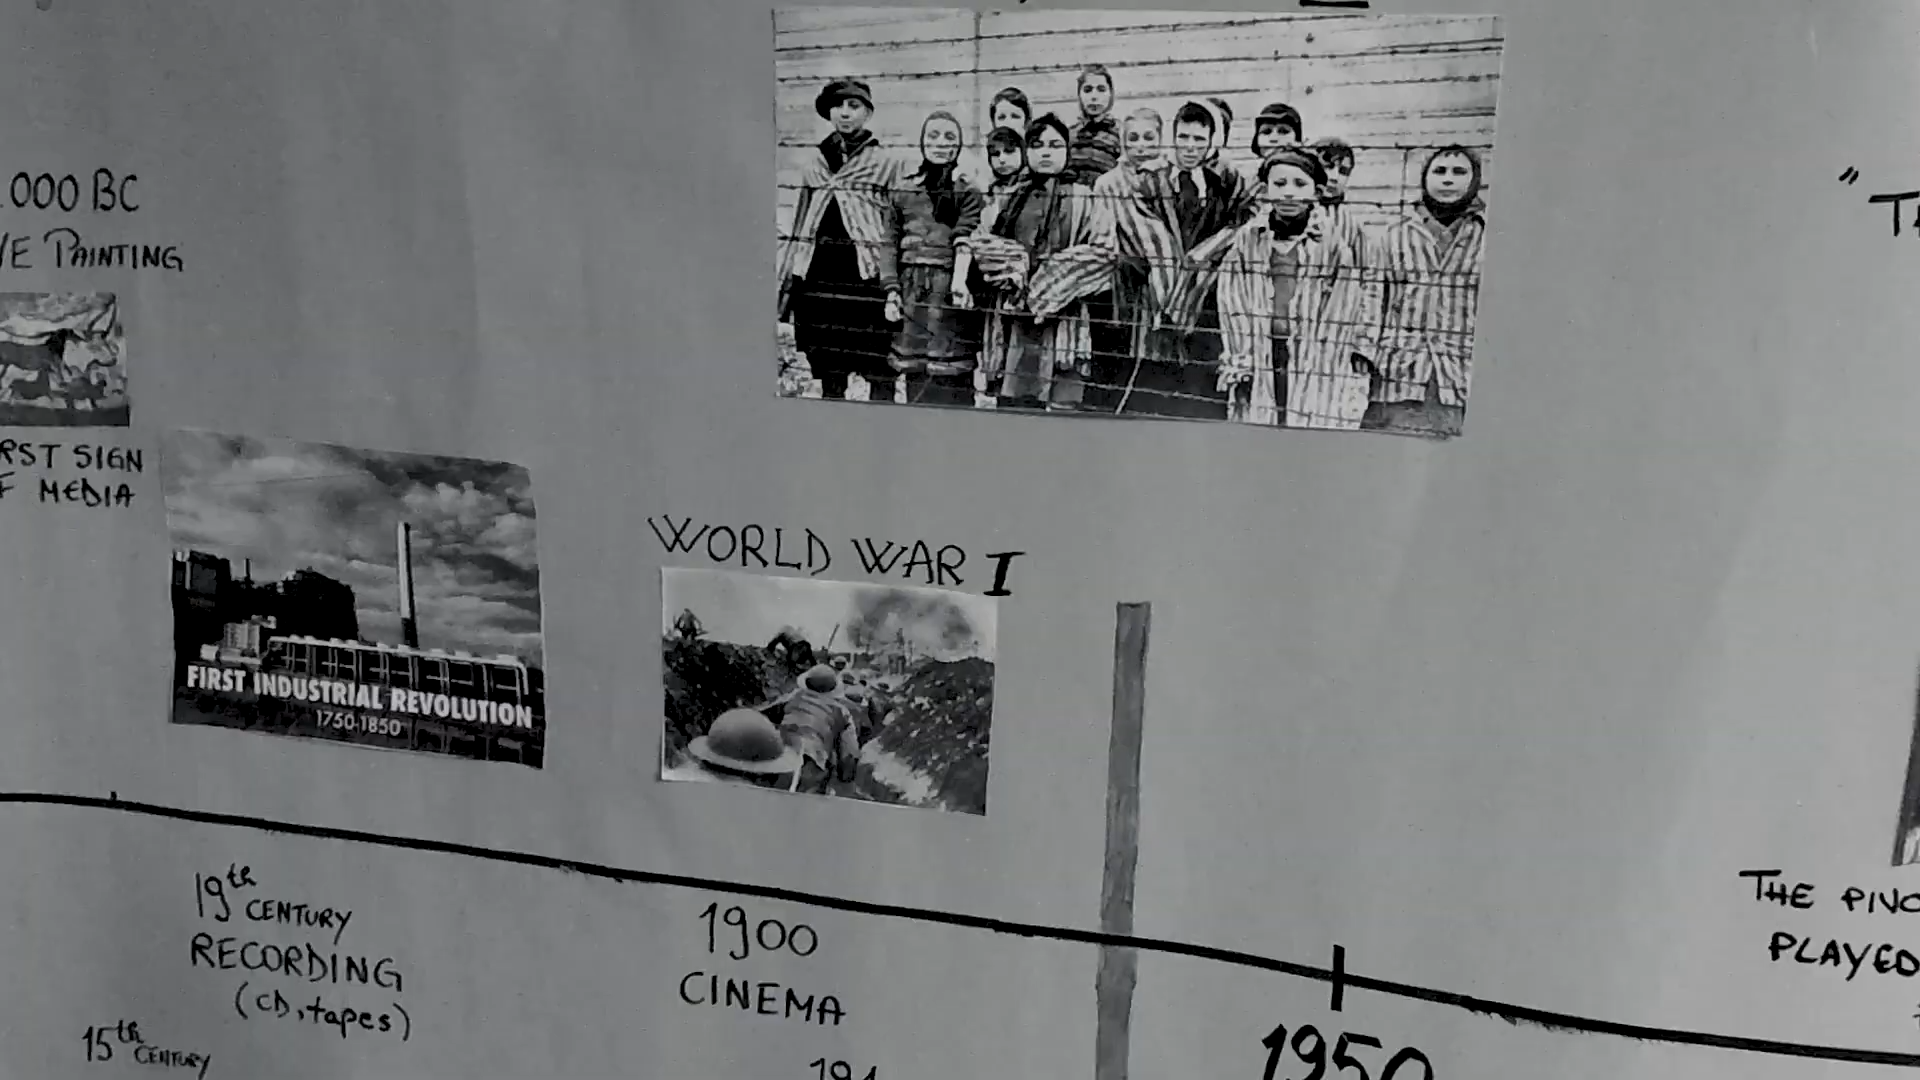 000 BC
PAINTING
SIGN
MEDIA
FIRST INDUSTRIAL REVOLUTION
1750-1850
WORLD WAR I
19th CENTURY
RECORDING
(CD, tapes)
15th CENTURY
1900
CINEMA
1950
THE
PLAYED